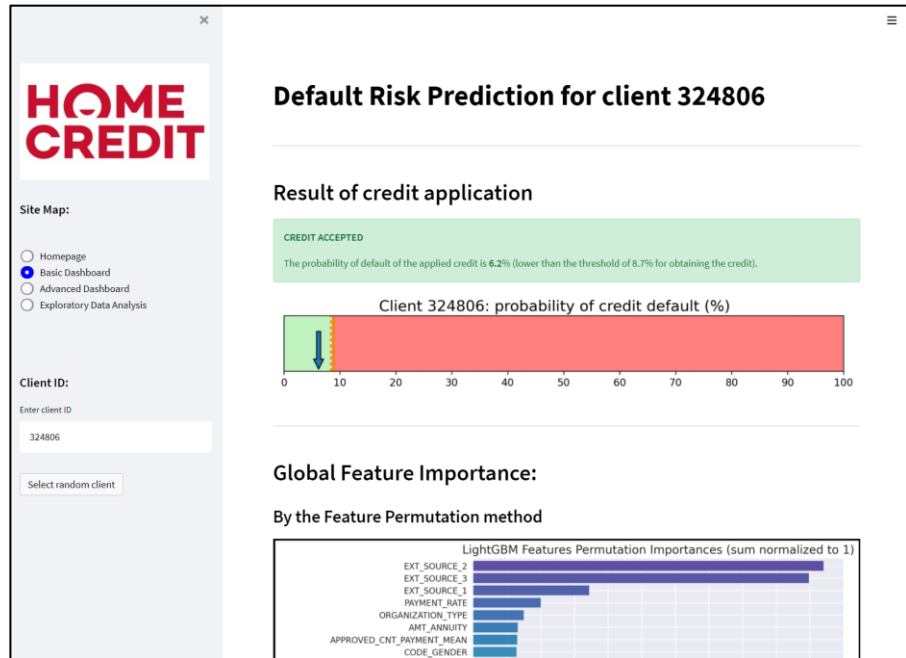 ×
≡
HOME
CREDIT
Site Map:
Homepage
Basic Dashboard
Advanced Dashboard
Exploratory Data Analysis
Client ID:
Enter client ID
324806
Select random client
Default Risk Prediction for client 324806
Result of credit application
CREDIT ACCEPTED
The probability of default of the applied credit is 6.2% (lower than the threshold of 8.7% for obtaining the credit).
Client 324806: probability of credit default (%)
0 10 20 30 40 50 60 70 80 90 100
Global Feature Importance:
By the Feature Permutation method
LightGBM Features Permutation Importances (sum normalized to 1)
EXT_SOURCE_2
EXT_SOURCE_3
EXT_SOURCE_1
PAYMENT_RATE
ORGANIZATION_TYPE
AMT_ANNUITY
APPROVED_CNT_PAYMENT_MEAN
CODE_GENDER